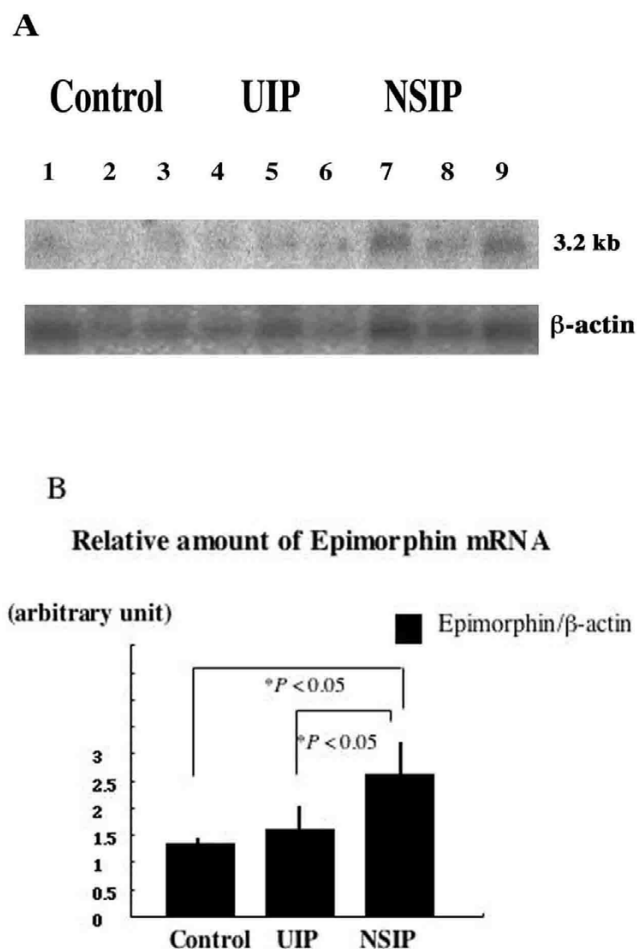 A
Control UIP NSIP
1 2 3 4 5 6 7 8 9
3.2 kb
β-actin
B
Relative amount of Epimorphin mRNA
(arbitrary unit)
Epimorphin/β-actin
*P < 0.05
*P < 0.05
3
2.5
2
1.5
1
0.5
0
Control UIP NSIP